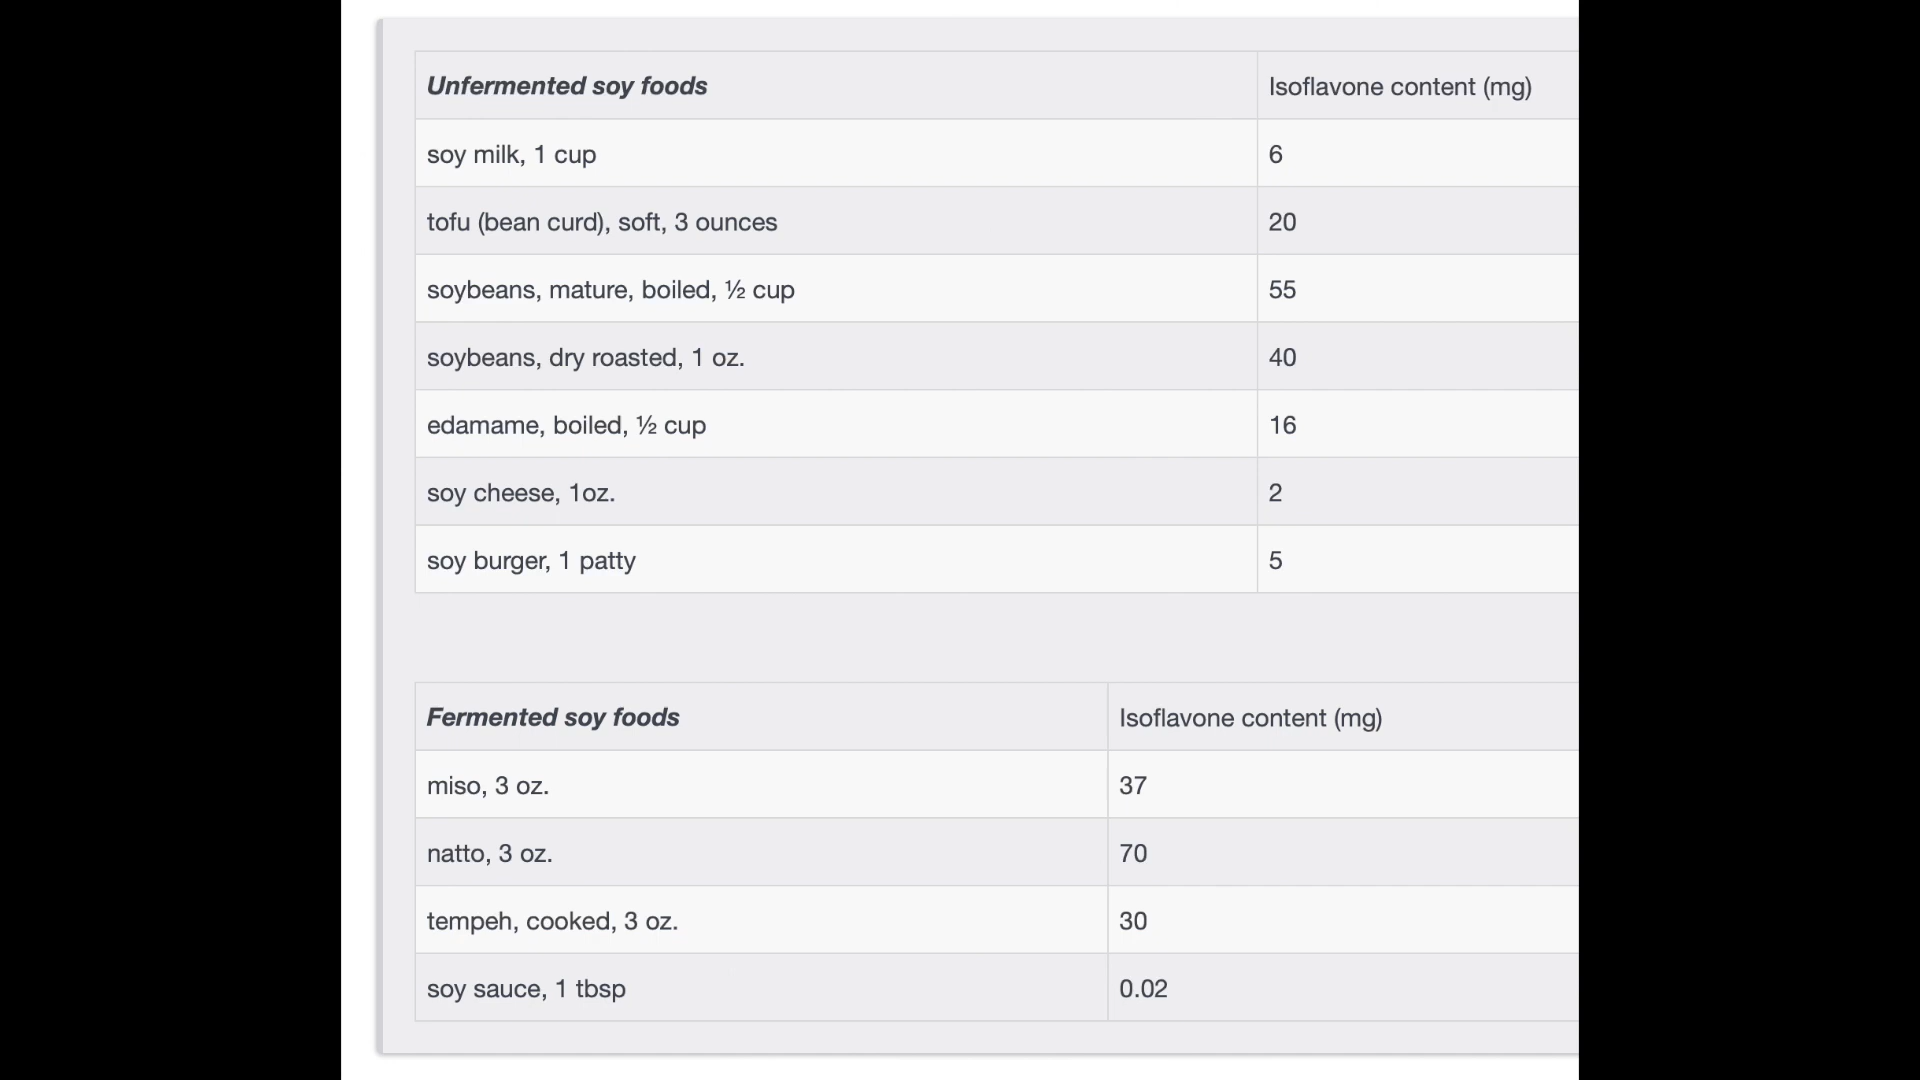 Unfermented soy foods Isoflavone content (mg)
soy milk, 1 cup 6
tofu (bean curd), soft, 3 ounces 20
soybeans, mature, boiled, ½ cup 55
soybeans, dry roasted, 1 oz. 40
edamame, boiled, ½ cup 16
soy cheese, 1oz. 2
soy burger, 1 patty 5
Fermented soy foods Isoflavone content (mg)
miso, 3 oz. 37
natto, 3 oz. 70
tempeh, cooked, 3 oz. 30
soy sauce, 1 tbsp 0.02